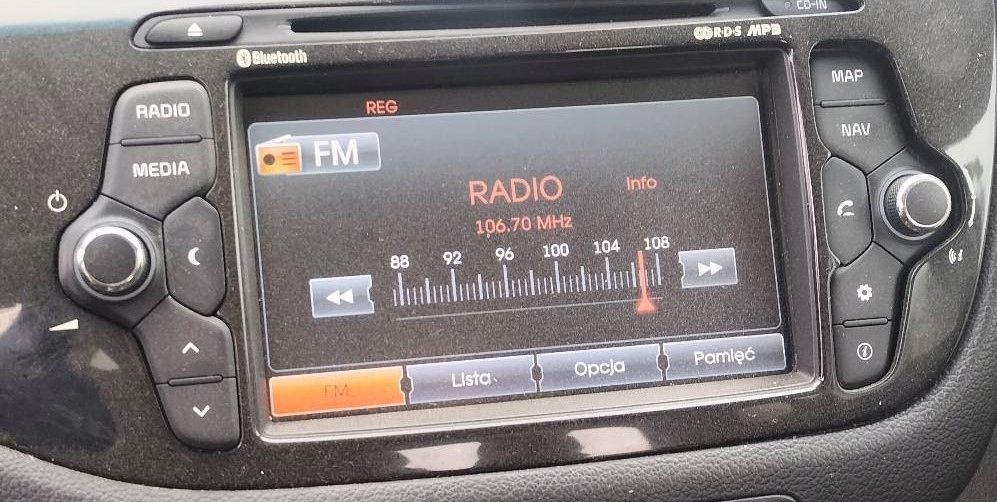 CD-IN
R·D·S MP3
Bluetooth
RADIO
MEDIA
MAP
NAV
REG
FM
RADIO Info
106.70 MHz
88 92 96 100 104 108
FM Lista Opcja Pamięć